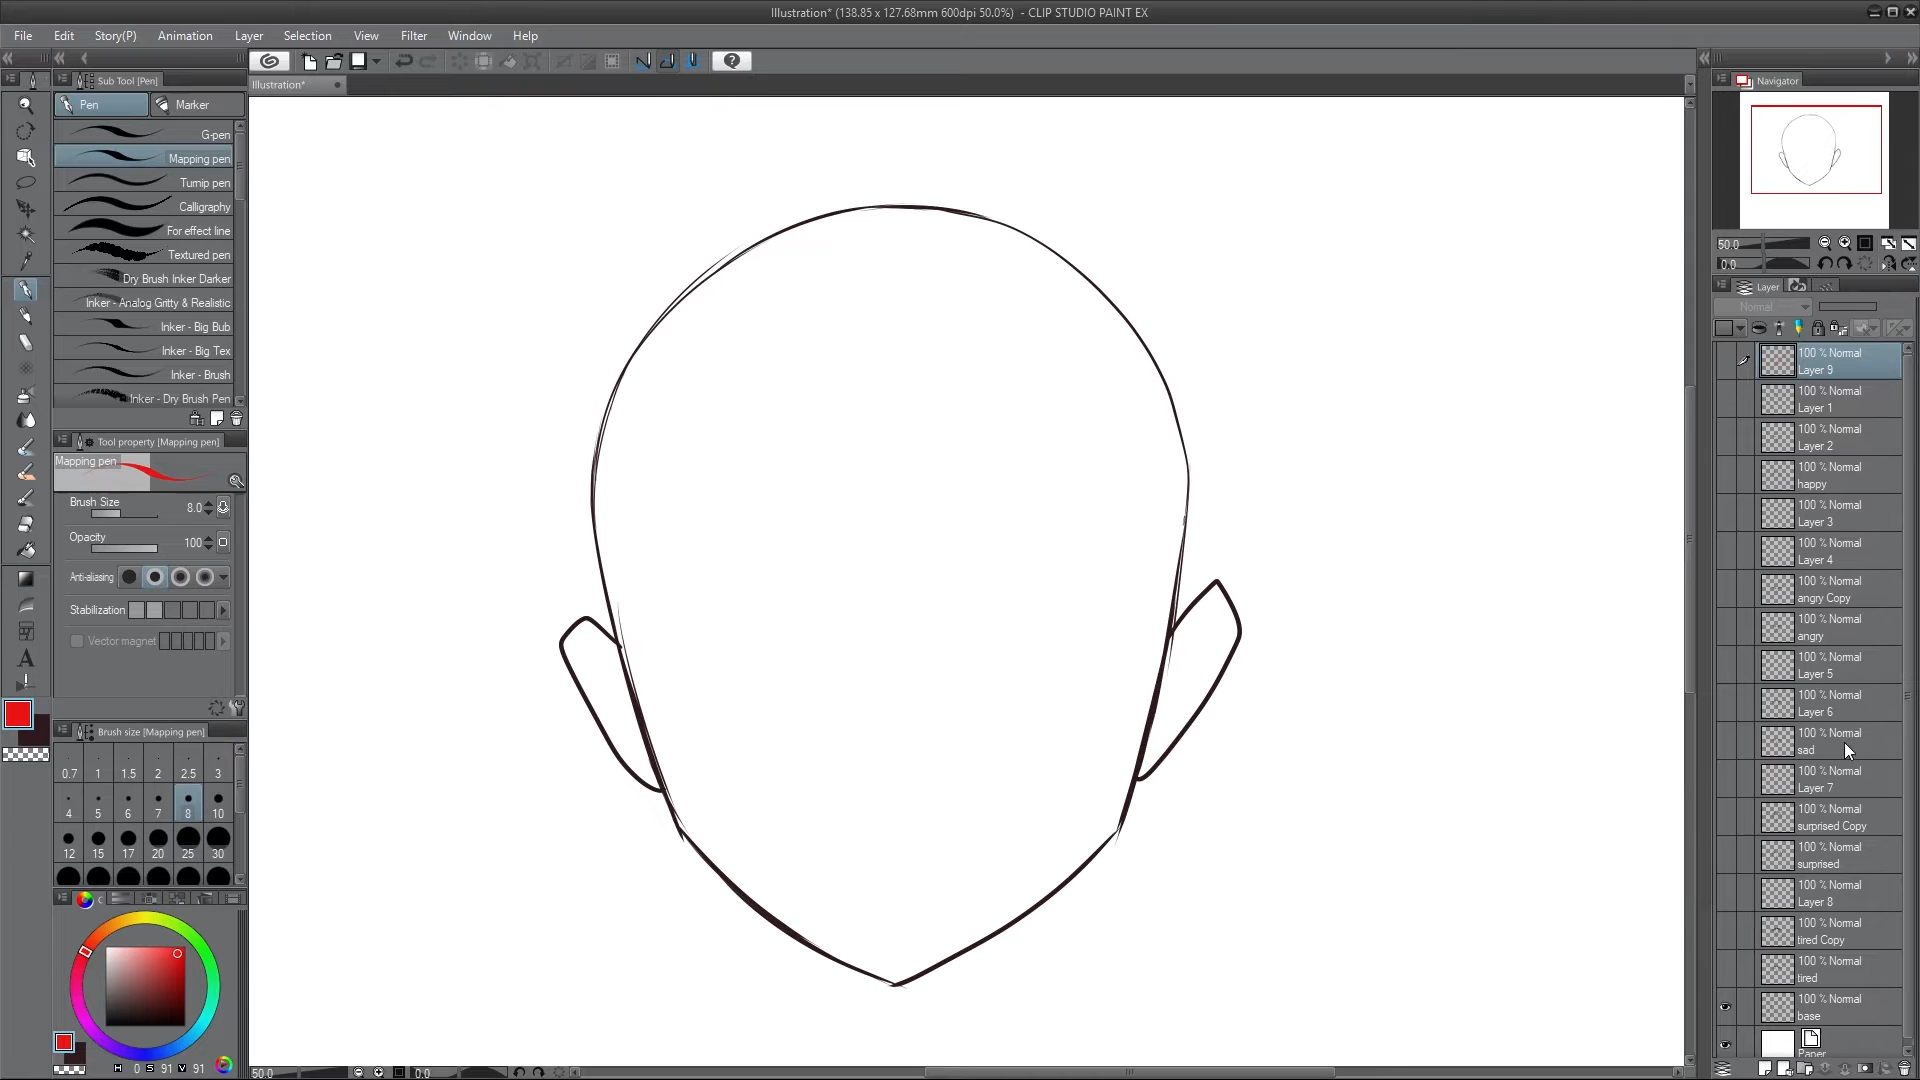 Illustration* (138.85 x 127.68mm 600dpi 50.0%)  - CLIP STUDIO PAINT EX
File Edit Story(P) Animation Layer Selection View Filter Window Help
Sub Tool [Pen]
Illustration*
Navigator
Pen Marker
G-pen
Mapping pen
Turnip pen
Calligraphy
For effect line
Textured pen
Dry Brush Inker Darker
Inker - Analog Gritty & Realistic
Inker - Big Bub
Inker - Big Tex
Inker - Brush
Inker - Dry Brush Pen
Tool property [Mapping pen]
Mapping pen
Brush Size 8.0
Opacity 100
Anti-aliasing
Stabilization
Vector magnet
A
Brush size [Mapping pen]
0.7 1 1.5 2 2.5 3
4 5 6 7 8 10
12 15 17 20 25 30
C
H 0 S 91 V 91
50.0 0.0
50.0
0.0
Layer
Normal
100 % Normal
Layer 9
100 % Normal
Layer 1
100 % Normal
Layer 2
100 % Normal
happy
100 % Normal
Layer 3
100 % Normal
Layer 4
100 % Normal
angry Copy
100 % Normal
angry
100 % Normal
Layer 5
100 % Normal
Layer 6
100 % Normal
sad
100 % Normal
Layer 7
100 % Normal
surprised Copy
100 % Normal
surprised
100 % Normal
Layer 8
100 % Normal
tired Copy
100 % Normal
tired
100 % Normal
base
Paper